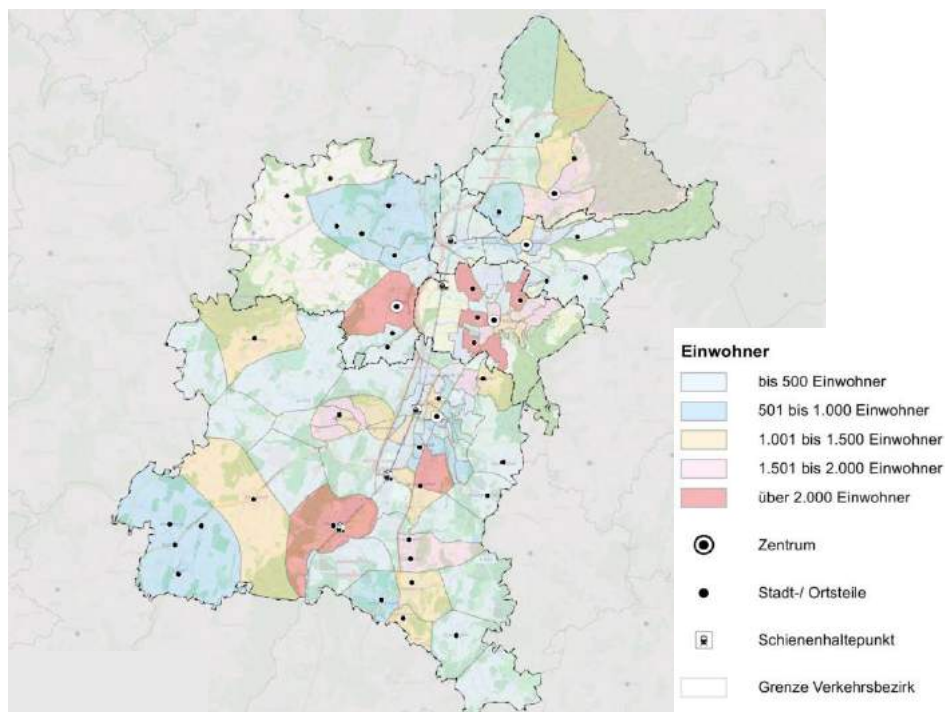 Einwohner
bis 500 Einwohner
501 bis 1.000 Einwohner
1.001 bis 1.500 Einwohner
1.501 bis 2.000 Einwohner
über 2.000 Einwohner
Zentrum
Stadt-/ Ortsteile
Schienenhaltepunkt
Grenze Verkehrsbezirk